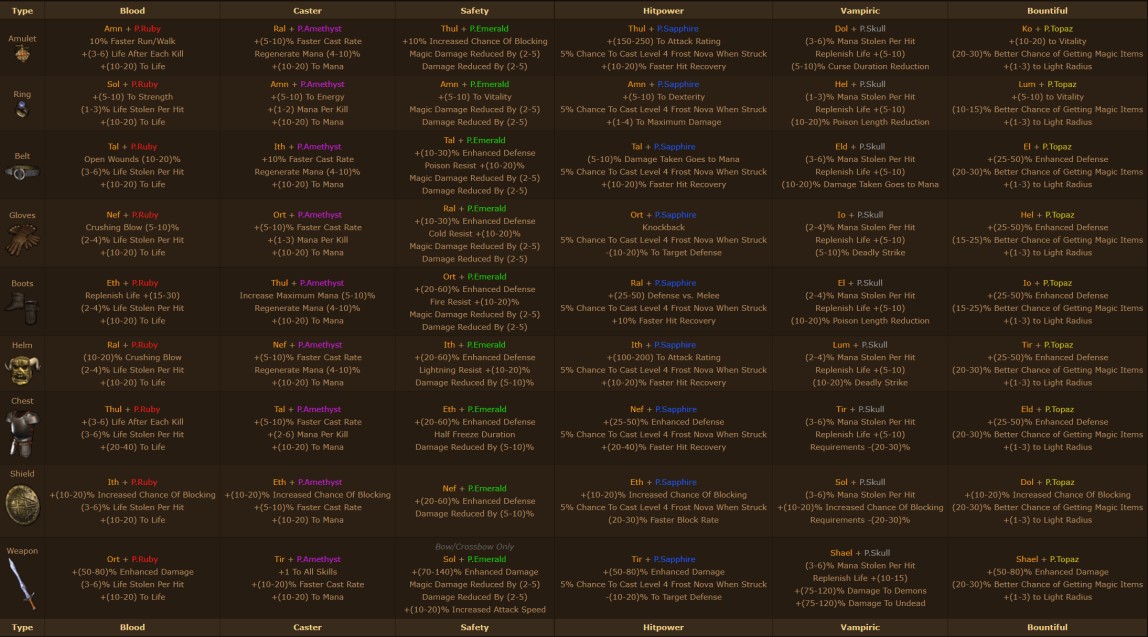 Type Blood Caster Safety Hitpower Vampiric Bountiful
Amulet
Amn + P.Ruby
10% Faster Run/Walk
+(3-6) Life After Each Kill
+(10-20) To Life
Ral + P.Amethyst
+(5-10)% Faster Cast Rate
Regenerate Mana (4-10)%
+(10-20) To Mana
Thul + P.Emerald
+10% Increased Chance Of Blocking
Magic Damage Reduced By (2-5)
Damage Reduced By (2-5)
Thul + P.Sapphire
+(150-250) To Attack Rating
5% Chance To Cast Level 4 Frost Nova When Struck
+(10-20)% Faster Hit Recovery
Dol + P.Skull
(3-6)% Mana Stolen Per Hit
Replenish Life +(5-10)
(5-10)% Curse Duration Reduction
Ko + P.Topaz
+(10-20) to Vitality
(20-30)% Better Chance of Getting Magic Items
+(1-3) to Light Radius
Ring
Sol + P.Ruby
+(5-10) To Strength
(1-3)% Life Stolen Per Hit
+(10-20) To Life
Amn + P.Amethyst
+(5-10) To Energy
+(1-2) Mana Per Kill
+(10-20) To Mana
Amn + P.Emerald
+(5-10) To Vitality
Magic Damage Reduced By (2-5)
Damage Reduced By (2-5)
Amn + P.Sapphire
+(5-10) To Dexterity
5% Chance To Cast Level 4 Frost Nova When Struck
+(1-4) To Maximum Damage
Hel + P.Skull
(1-3)% Mana Stolen Per Hit
Replenish Life +(5-10)
(10-20)% Poison Length Reduction
Lum + P.Topaz
+(5-10) to Vitality
(10-15)% Better Chance of Getting Magic Items
+(1-3) to Light Radius
Belt
Tal + P.Ruby
Open Wounds (10-20)%
(3-6)% Life Stolen Per Hit
+(10-20) To Life
Ith + P.Amethyst
+10% Faster Cast Rate
Regenerate Mana (4-10)%
+(10-20) To Mana
Tal + P.Emerald
+(10-30)% Enhanced Defense
Poison Resist +(10-20)%
Magic Damage Reduced By (2-5)
Damage Reduced By (2-5)
Tal + P.Sapphire
(5-10)% Damage Taken Goes to Mana
5% Chance To Cast Level 4 Frost Nova When Struck
+(10-20)% Faster Hit Recovery
Eld + P.Skull
(3-6)% Mana Stolen Per Hit
Replenish Life +(5-10)
(10-20)% Damage Taken Goes to Mana
El + P.Topaz
+(25-50)% Enhanced Defense
(20-30)% Better Chance of Getting Magic Items
+(1-3) to Light Radius
Gloves
Nef + P.Ruby
Crushing Blow (5-10)%
(2-4)% Life Stolen Per Hit
+(10-20) To Life
Ort + P.Amethyst
+(5-10)% Faster Cast Rate
+(1-3) Mana Per Kill
+(10-20) To Mana
Ral + P.Emerald
+(10-30)% Enhanced Defense
Cold Resist +(10-20)%
Magic Damage Reduced By (2-5)
Damage Reduced By (2-5)
Ort + P.Sapphire
Knockback
5% Chance To Cast Level 4 Frost Nova When Struck
-(10-20)% To Target Defense
Io + P.Skull
(2-4)% Mana Stolen Per Hit
Replenish Life +(5-10)
(5-10)% Deadly Strike
Hel + P.Topaz
+(25-50)% Enhanced Defense
(15-25)% Better Chance of Getting Magic Items
+(1-3) to Light Radius
Boots
Eth + P.Ruby
Replenish Life +(15-30)
(2-4)% Life Stolen Per Hit
+(10-20) To Life
Thul + P.Amethyst
Increase Maximum Mana (5-10)%
Regenerate Mana (4-10)%
+(10-20) To Mana
Ort + P.Emerald
+(20-60)% Enhanced Defense
Fire Resist +(10-20)%
Magic Damage Reduced By (2-5)
Damage Reduced By (2-5)
Ral + P.Sapphire
+(25-50) Defense vs. Melee
5% Chance To Cast Level 4 Frost Nova When Struck
+10% Faster Hit Recovery
El + P.Skull
(2-4)% Mana Stolen Per Hit
Replenish Life +(5-10)
(10-20)% Poison Length Reduction
Io + P.Topaz
+(25-50)% Enhanced Defense
(15-25)% Better Chance of Getting Magic Items
+(1-3) to Light Radius
Helm
Ral + P.Ruby
(10-20)% Crushing Blow
(2-4)% Life Stolen Per Hit
+(10-20) To Life
Nef + P.Amethyst
+(5-10)% Faster Cast Rate
Regenerate Mana (4-10)%
+(10-20) To Mana
Ith + P.Emerald
+(20-60)% Enhanced Defense
Lightning Resist +(10-20)%
Damage Reduced By (5-10)%
Ith + P.Sapphire
+(100-200) To Attack Rating
5% Chance To Cast Level 4 Frost Nova When Struck
+(10-20)% Faster Hit Recovery
Lum + P.Skull
(2-4)% Mana Stolen Per Hit
Replenish Life +(5-10)
(10-20)% Deadly Strike
Tir + P.Topaz
+(25-50)% Enhanced Defense
(20-30)% Better Chance of Getting Magic Items
+(1-3) to Light Radius
Chest
Thul + P.Ruby
+(3-6) Life After Each Kill
(3-6)% Life Stolen Per Hit
+(20-40) To Life
Tal + P.Amethyst
+(5-10)% Faster Cast Rate
+(2-6) Mana Per Kill
+(10-20) To Mana
Eth + P.Emerald
+(20-60)% Enhanced Defense
Half Freeze Duration
Damage Reduced By (5-10)%
Nef + P.Sapphire
+(25-50)% Enhanced Defense
5% Chance To Cast Level 4 Frost Nova When Struck
+(20-40)% Faster Hit Recovery
Tir + P.Skull
(3-6)% Mana Stolen Per Hit
Replenish Life +(5-10)
Requirements -(20-30)%
Eld + P.Topaz
+(25-50)% Enhanced Defense
(20-30)% Better Chance of Getting Magic Items
+(1-3) to Light Radius
Shield
Ith + P.Ruby
+(10-20)% Increased Chance Of Blocking
(3-6)% Life Stolen Per Hit
+(10-20) To Life
Eth + P.Amethyst
+(10-20)% Increased Chance Of Blocking
+(5-10)% Faster Cast Rate
+(10-20) To Mana
Nef + P.Emerald
+(20-60)% Enhanced Defense
Damage Reduced By (5-10)%
Eth + P.Sapphire
+(10-20)% Increased Chance Of Blocking
5% Chance To Cast Level 4 Frost Nova When Struck
(20-30)% Faster Block Rate
Sol + P.Skull
(3-6)% Mana Stolen Per Hit
+(10-20)% Increased Chance Of Blocking
Requirements -(20-30)%
Dol + P.Topaz
+(10-20)% Increased Chance Of Blocking
(20-30)% Better Chance of Getting Magic Items
+(1-3) to Light Radius
Weapon
Ort + P.Ruby
+(50-80)% Enhanced Damage
(3-6)% Life Stolen Per Hit
+(10-20) To Life
Tir + P.Amethyst
+1 To All Skills
+(10-20)% Faster Cast Rate
+(10-20) To Mana
Bow/Crossbow Only
Sol + P.Emerald
+(70-140)% Enhanced Damage
Magic Damage Reduced By (2-5)
Damage Reduced By (2-5)
+(10-20)% Increased Attack Speed
Tir + P.Sapphire
+(50-80)% Enhanced Damage
5% Chance To Cast Level 4 Frost Nova When Struck
-(10-20)% To Target Defense
Shael + P.Skull
(3-6)% Mana Stolen Per Hit
Replenish Life +(10-15)
+(75-120)% Damage To Demons
+(75-120)% Damage To Undead
Shael + P.Topaz
+(50-80)% Enhanced Damage
(20-30)% Better Chance of Getting Magic Items
+(1-3) to Light Radius
Type Blood Caster Safety Hitpower Vampiric Bountiful